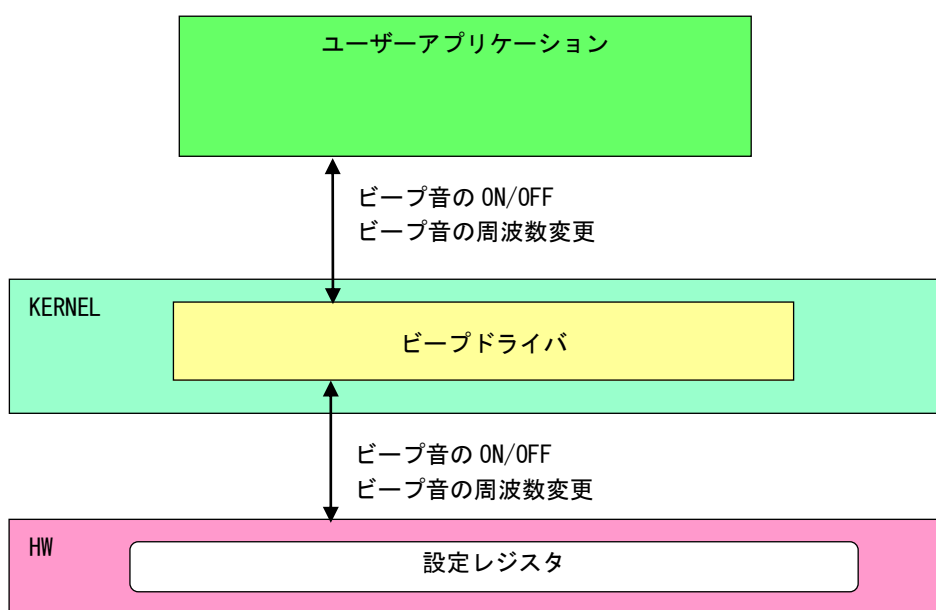 ユーザーアプリケーション
ビープ音の ON/OFF
ビープ音の周波数変更
KERNEL
ビープドライバ
ビープ音の ON/OFF
ビープ音の周波数変更
HW
設定レジスタ